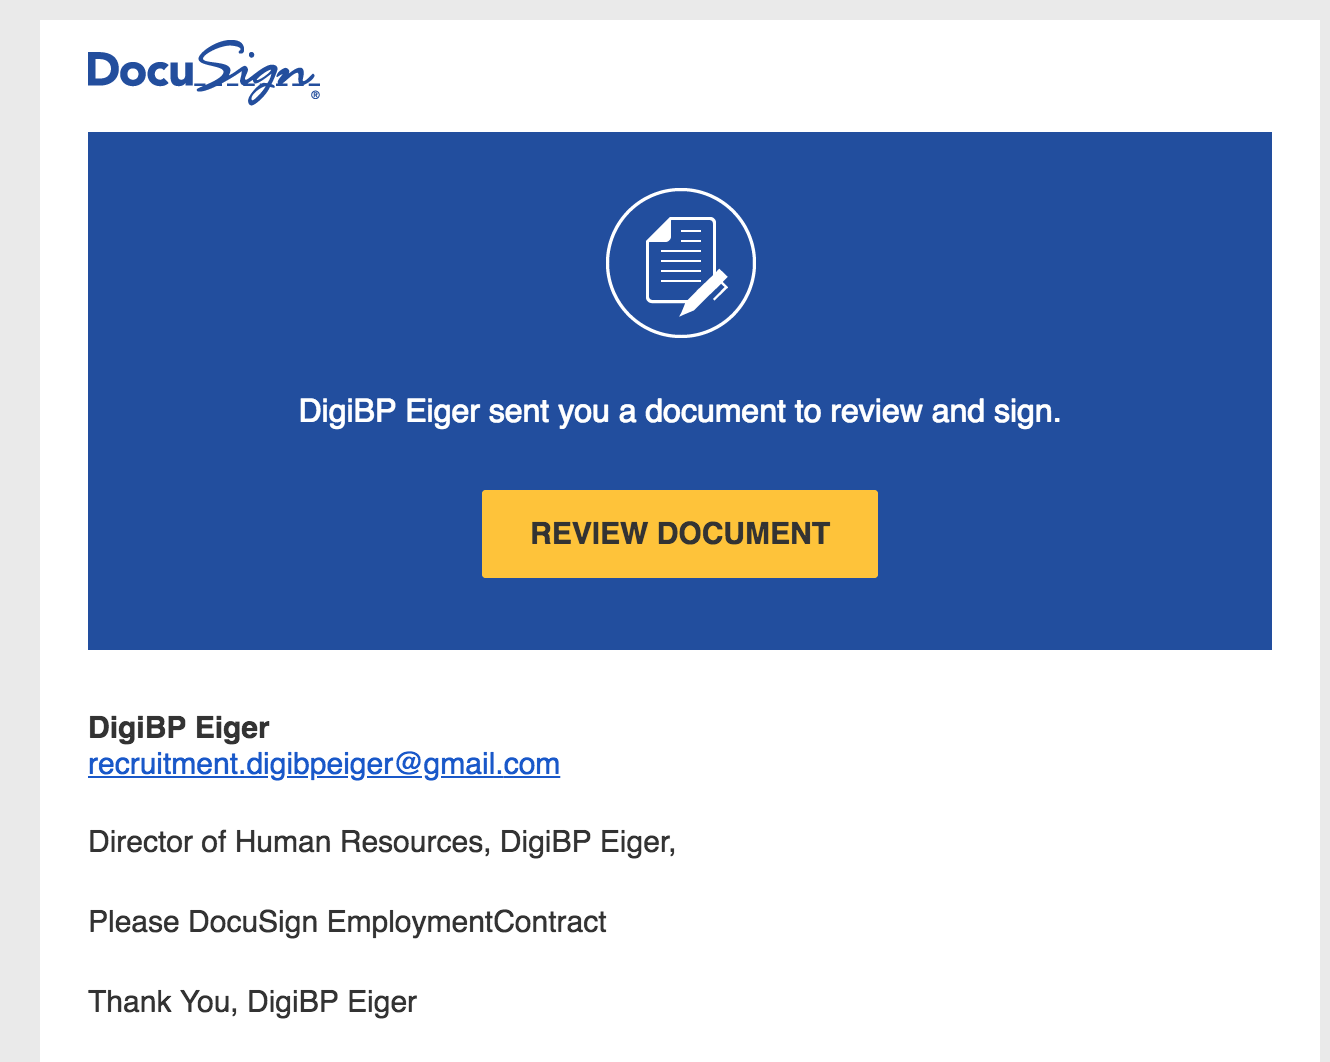 DocuSign®
DigiBP Eiger sent you a document to review and sign.
REVIEW DOCUMENT
DigiBP Eiger
recruitment.digibpeiger@gmail.com
Director of Human Resources, DigiBP Eiger,
Please DocuSign EmploymentContract
Thank You, DigiBP Eiger